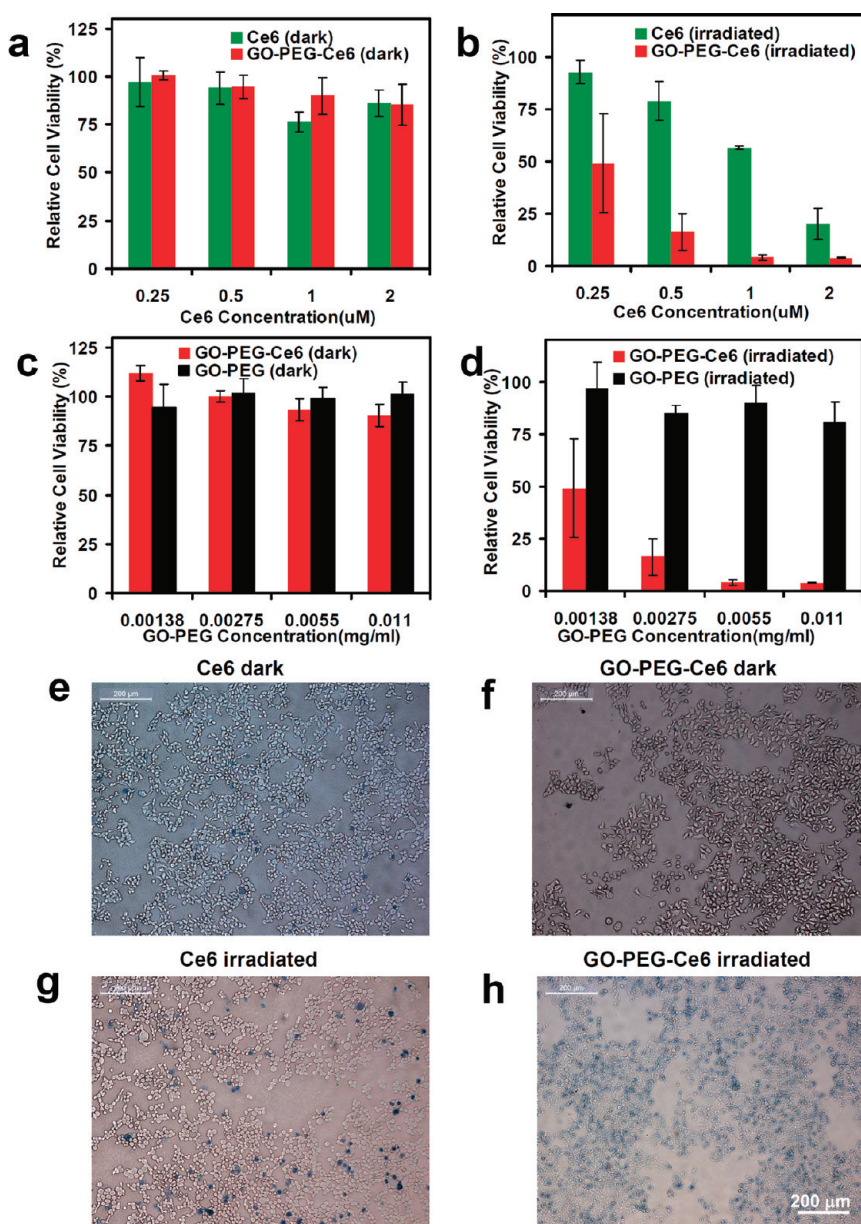 a
Ce6 (dark)
GO-PEG-Ce6 (dark)
Relative Cell Viability (%)
125
100
75
50
25
0
0.25 0.5 1 2
Ce6 Concentration(uM)
b
Ce6 (irradiated)
GO-PEG-Ce6 (irradiated)
Relative Cell Viability (%)
100
75
50
25
0
0.25 0.5 1 2
Ce6 Concentration(uM)
c
GO-PEG-Ce6 (dark)
GO-PEG (dark)
Relative Cell Viability (%)
125
100
75
50
25
0
0.00138 0.00275 0.0055 0.011
GO-PEG Concentration(mg/ml)
d
GO-PEG-Ce6 (irradiated)
GO-PEG (irradiated)
Relative Cell Viability (%)
100
75
50
25
0
0.00138 0.00275 0.0055 0.011
GO-PEG Concentration(mg/ml)
Ce6 dark
e
200 µm
GO-PEG-Ce6 dark
f
200 µm
Ce6 irradiated
g
200 µm
GO-PEG-Ce6 irradiated
h
200 µm
200 µm